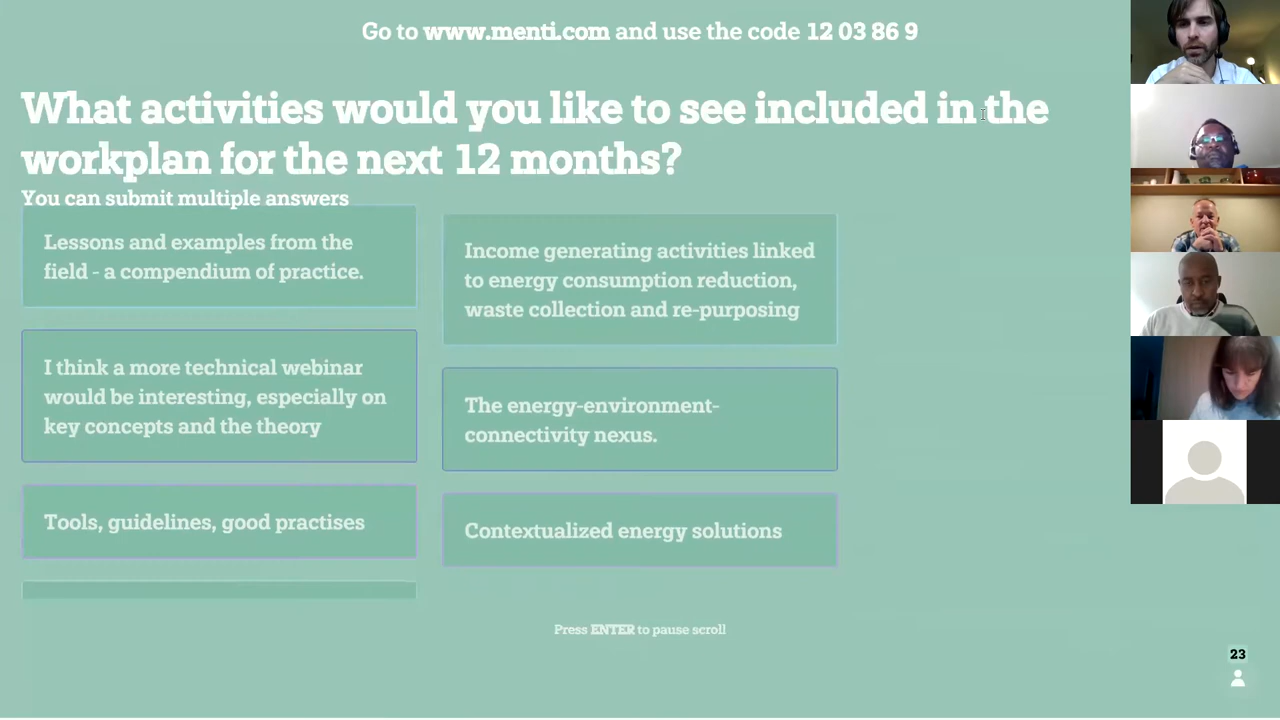 Go to www.menti.com and use the code 12 03 86 9
What activities would you like to see included in the
workplan for the next 12 months?
You can submit multiple answers
Lessons and examples from the
field - a compendium of practice.
I think a more technical webinar
would be interesting, especially on
key concepts and the theory
Tools, guidelines, good practises
Income generating activities linked
to energy consumption reduction,
waste collection and re-purposing
The energy-environment-
connectivity nexus.
Contextualized energy solutions
Press ENTER to pause scroll
23